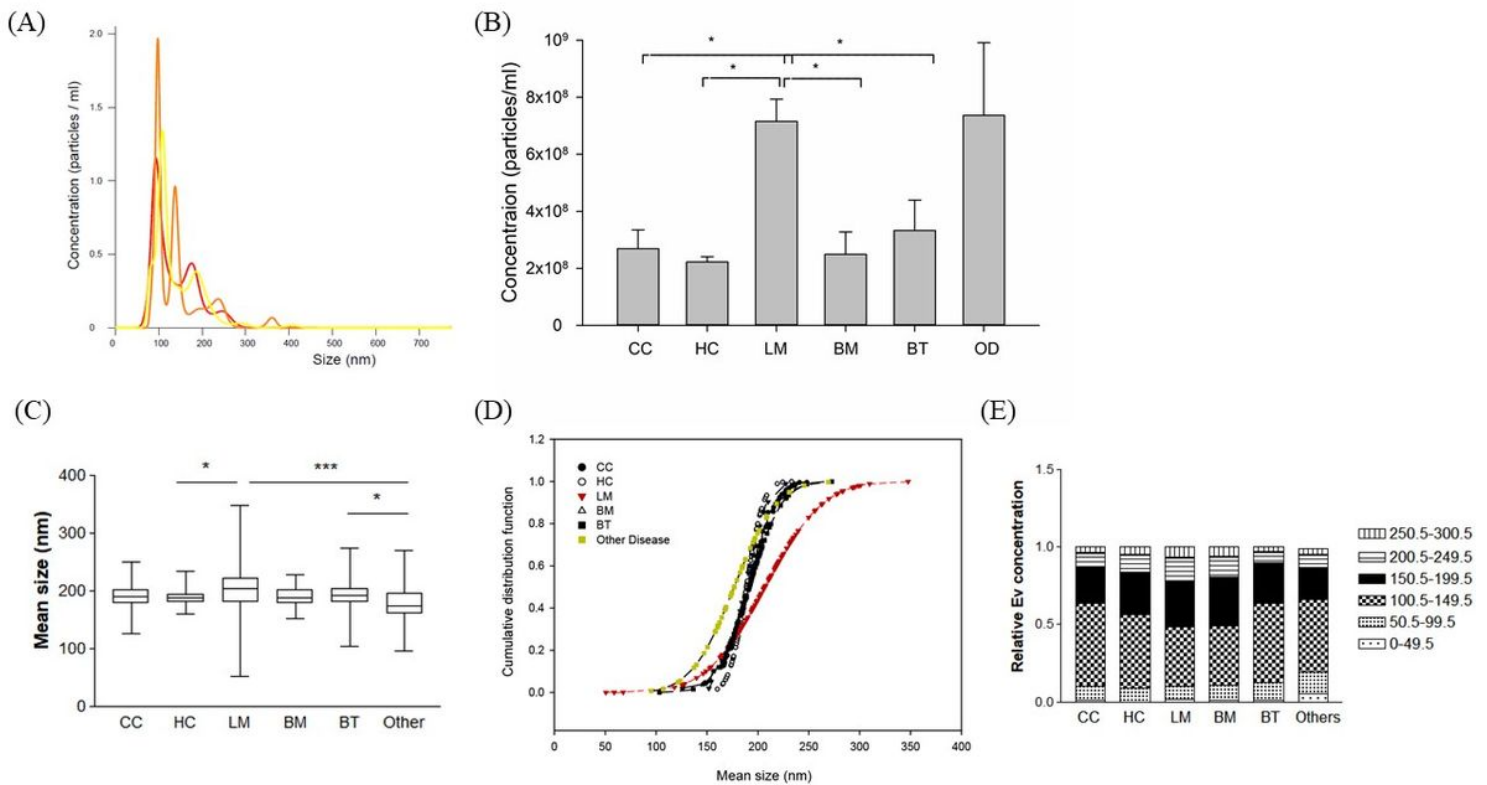 (A)
2.0
1.5
1.0
0.5
0
Concentration (particles / ml)
0 100 200 300 400 500 600 700
Size (nm)
(B)
10⁹
8x10⁸
6x10⁸
4x10⁸
2x10⁸
0
Concentraion (particles/ml)
* *
* *
CC HC LM BM BT OD
(C)
400
300
200
100
0
Mean size (nm)
* ***
*
CC HC LM BM BT Other
(D)
1.2
1.0
0.8
0.6
0.4
0.2
0.0
Cumulative distribution function
CC
HC
LM
BM
BT
Other Disease
0 50 100 150 200 250 300 350 400
Mean size (nm)
(E)
1.5
1.0
0.5
0.0
Relative Ev concentration
CC HC LM BM BT Others
250.5-300.5
200.5-249.5
150.5-199.5
100.5-149.5
50.5-99.5
0-49.5